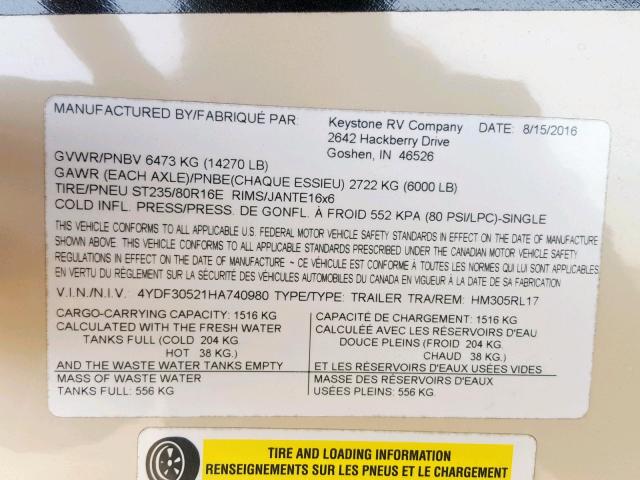 MANUFACTURED BY/FABRIQUÉ PAR: Keystone RV Company DATE: 8/15/2016
2642 Hackberry Drive
Goshen, IN 46526
GVWR/PNBV 6473 KG (14270 LB)
GAWR (EACH AXLE)/PNBE(CHAQUE ESSIEU) 2722 KG (6000 LB)
TIRE/PNEU ST235/80R16E RIMS/JANTE16x6
COLD INFL. PRESS/PRESS. DE GONFL. À FROID 552 KPA (80 PSI/LPC)-SINGLE
THIS VEHICLE CONFORMS TO ALL APPLICABLE U.S. FEDERAL MOTOR VEHICLE SAFETY STANDARDS IN EFFECT ON THE DATE OF MANUFACTURE
SHOWN ABOVE. THIS VEHICLE CONFORMS TO ALL APPLICABLE STANDARDS PRESCRIBED UNDER THE CANADIAN MOTOR VEHICLE SAFETY
REGULATIONS IN EFFECT ON THE DATE OF MANUFACTURE ~ CE VÉHICULE EST CONFORME À TOUTES LES NORMES QUI LUI SONT
APPLICABLES EN VERTU DU RÈGLEMENT SUR LA SÉCURITÉ DES VÉHICULES AUTOMOBILES DU CANADA EN VIGUEUR À LA DATE DE SA FABRICATION
V.I.N./N.I.V. 4YDF30521HA740980 TYPE/TYPE: TRAILER TRA/REM: HM305RL17
CARGO-CARRYING CAPACITY: 1516 KG
CALCULATED WITH THE FRESH WATER
TANKS FULL (COLD 204 KG
HOT 38 KG.)
AND THE WASTE WATER TANKS EMPTY
MASS OF WASTE WATER
TANKS FULL: 556 KG
CAPACITÉ DE CHARGEMENT: 1516 KG
CALCULÉE AVEC LES RÉSERVOIRS D'EAU
DOUCE PLEINS (FROID 204 KG.
CHAUD 38 KG.)
ET LES RÉSERVOIRS D'EAUX USÉES VIDES
MASSE DES RÉSERVOIRS D'EAUX
USÉES PLEINS: 556 KG.
TIRE AND LOADING INFORMATION
RENSEIGNEMENTS SUR LES PNEUS ET LE CHARGEMENT